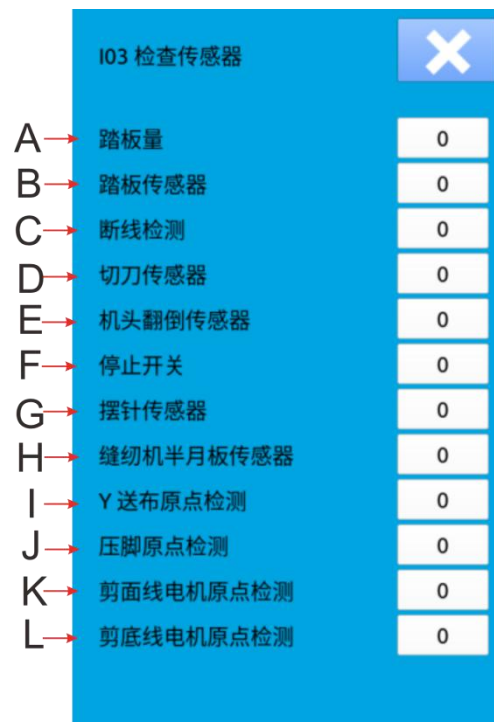 I03 检查传感器
A 踏板量 0
B 踏板传感器 0
C 断线检测 0
D 切刀传感器 0
E 机头翻倒传感器 0
F 停止开关 0
G 摆针传感器 0
H 缝纫机半月板传感器 0
I Y 送布原点检测 0
J 压脚原点检测 0
K 剪面线电机原点检测 0
L 剪底线电机原点检测 0